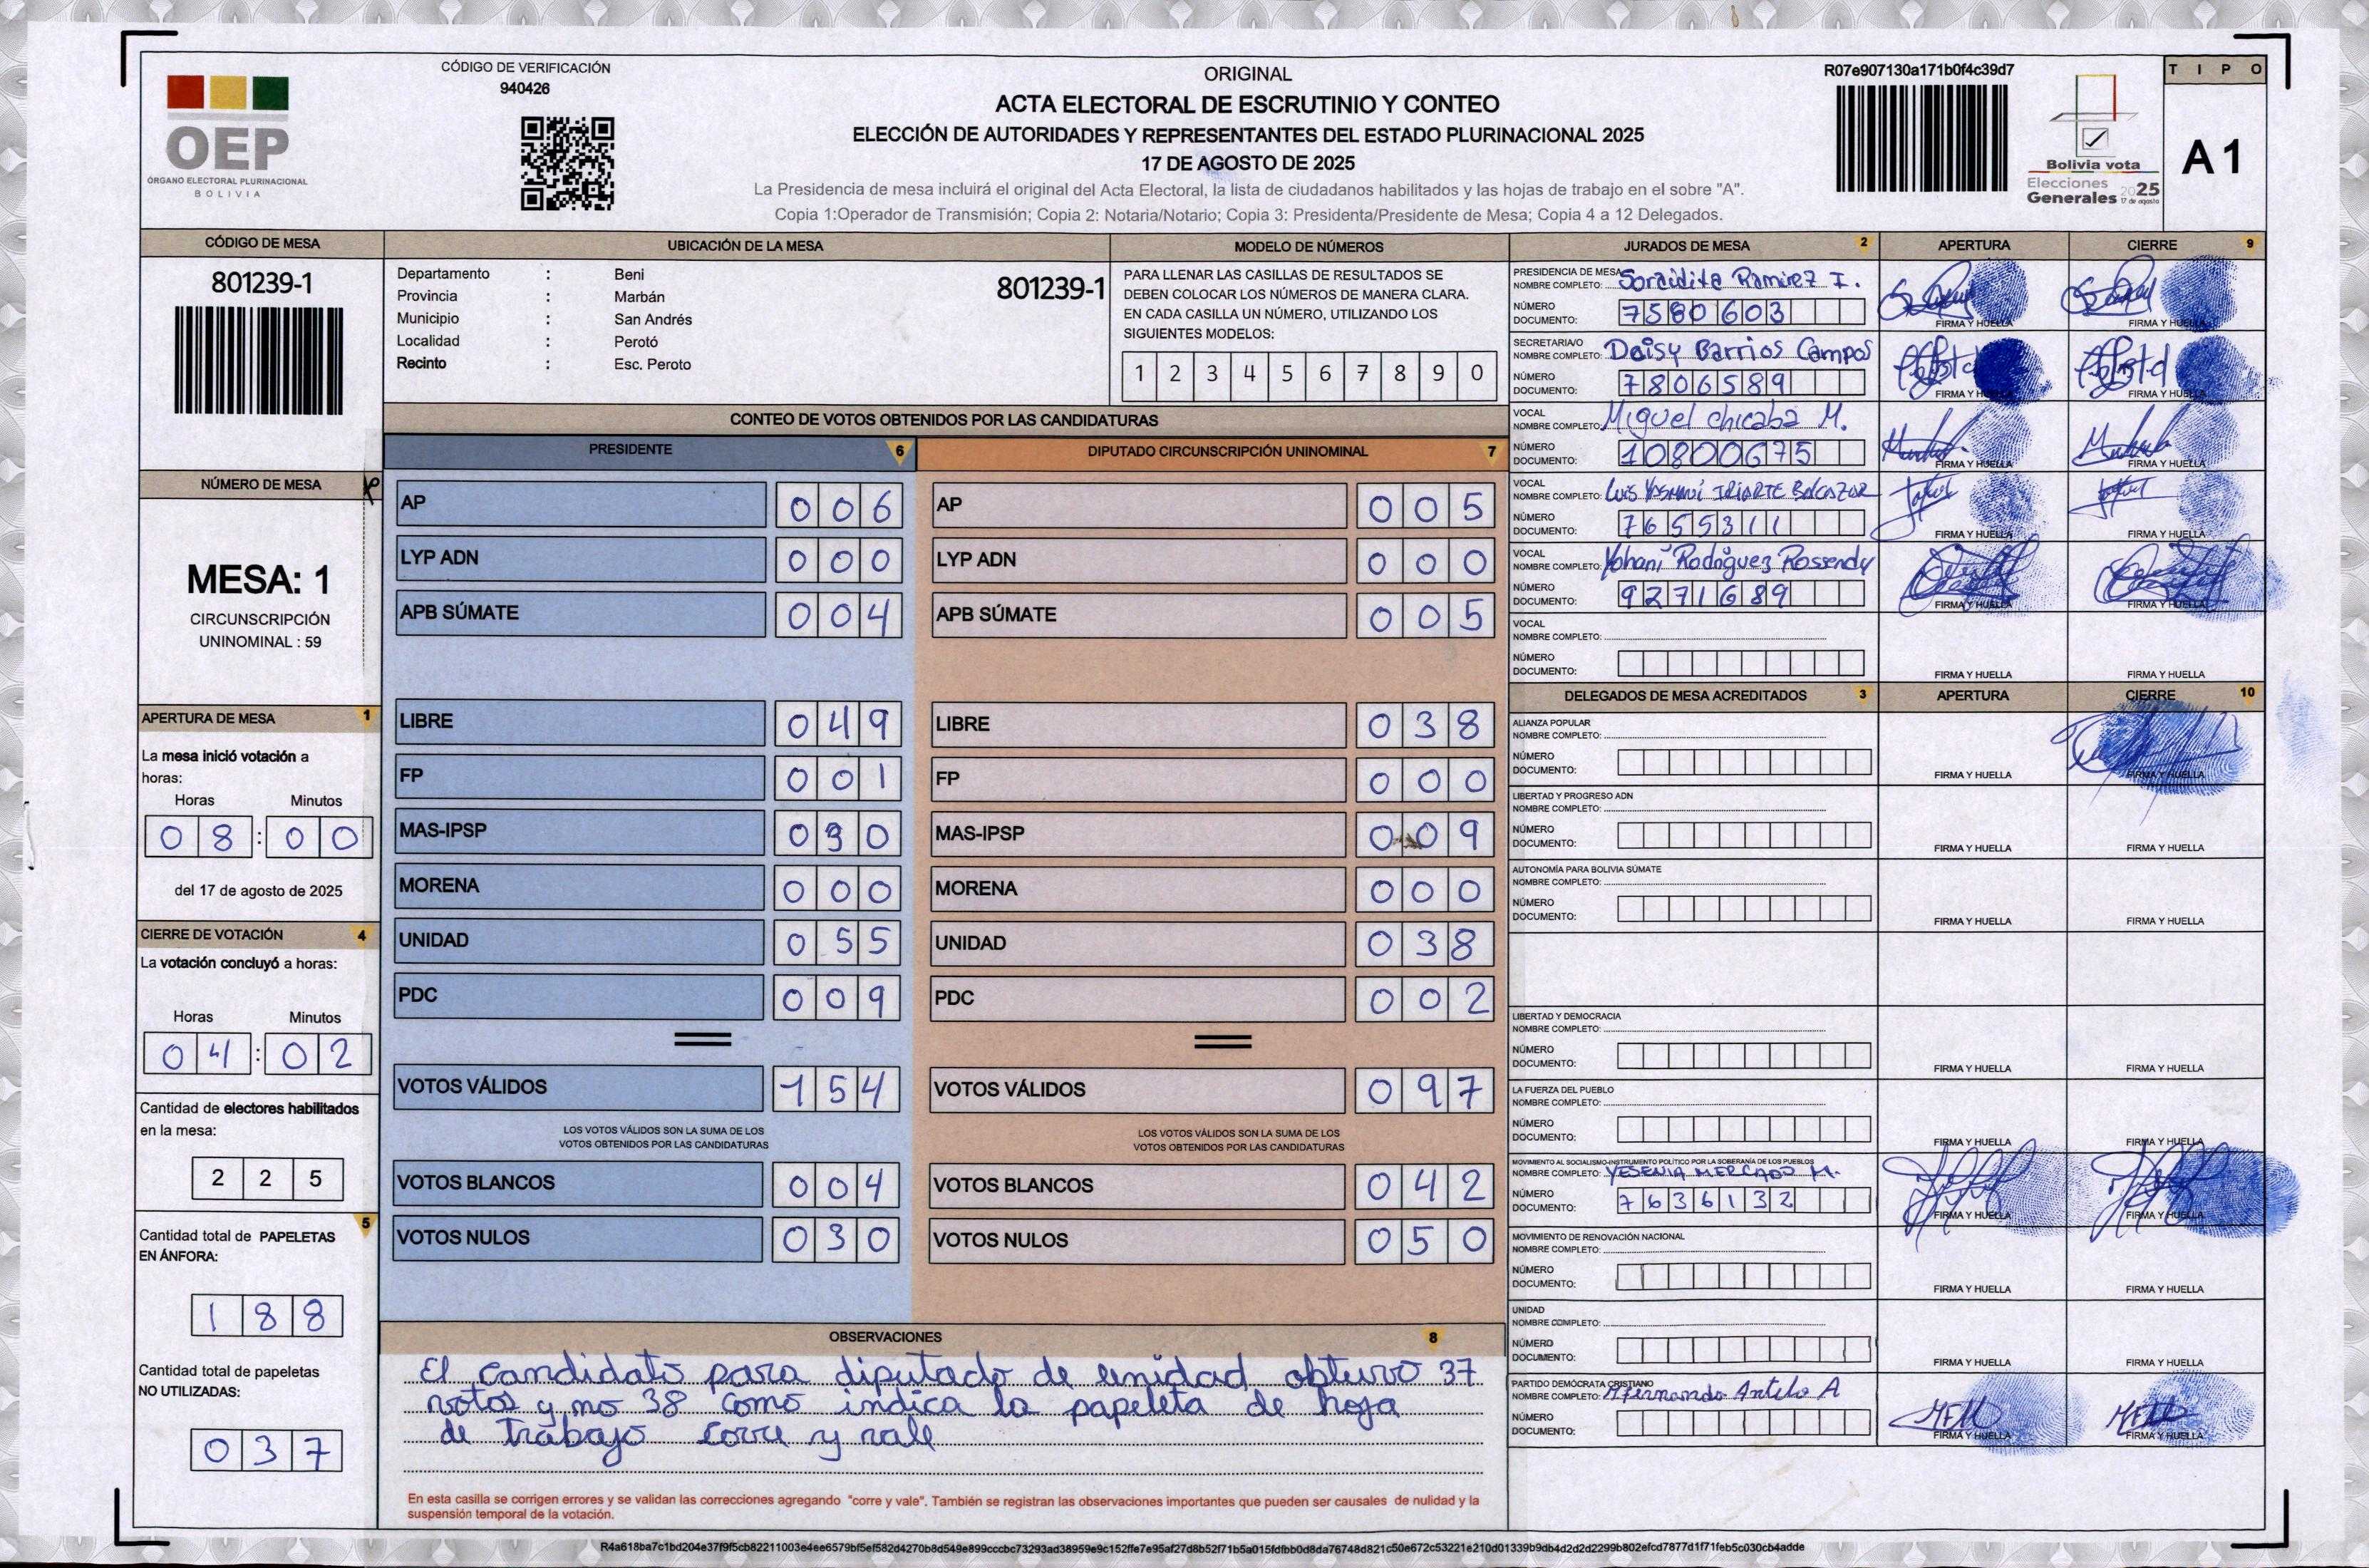 CÓDIGO DE VERIFICACIÓN
940426
OEP
ÓRGANO ELECTORAL PLURINACIONAL
BOLIVIA
ORIGINAL
ACTA ELECTORAL DE ESCRUTINIO Y CONTEO
ELECCIÓN DE AUTORIDADES Y REPRESENTANTES DEL ESTADO PLURINACIONAL 2025
17 DE AGOSTO DE 2025
La Presidencia de mesa incluirá el original del Acta Electoral, la lista de ciudadanos habilitados y las hojas de trabajo en el sobre "A".
Copia 1:Operador de Transmisión; Copia 2: Notaria/Notario; Copia 3: Presidenta/Presidente de Mesa; Copia 4 a 12 Delegados.
R07e907130a171b0f4c39d7
Bolivia vota
Elecciones
Generales 2025
17 de agosto
TIPO
A 1
CÓDIGO DE MESA
801239-1
NÚMERO DE MESA
MESA: 1
CIRCUNSCRIPCIÓN
UNINOMINAL : 59
APERTURA DE MESA 1
La mesa inició votación a
horas:
Horas Minutos
08:00
del 17 de agosto de 2025
CIERRE DE VOTACIÓN 4
La votación concluyó a horas:
Horas Minutos
04:02
Cantidad de electores habilitados
en la mesa:
225
Cantidad total de PAPELETAS 5
EN ÁNFORA:
188
Cantidad total de papeletas
NO UTILIZADAS:
037
UBICACIÓN DE LA MESA
Departamento : Beni
801239-1
Provincia : Marbán
Municipio : San Andrés
Localidad : Perotó
Recinto : Esc. Peroto
MODELO DE NÚMEROS
PARA LLENAR LAS CASILLAS DE RESULTADOS SE
DEBEN COLOCAR LOS NÚMEROS DE MANERA CLARA.
EN CADA CASILLA UN NÚMERO, UTILIZANDO LOS
SIGUIENTES MODELOS:
1 2 3 4 5 6 7 8 9 0
CONTEO DE VOTOS OBTENIDOS POR LAS CANDIDATURAS
PRESIDENTE 6
AP 006
LYP ADN 000
APB SÚMATE 004
LIBRE 049
FP 001
MAS-IPSP 0 0
MORENA 000
UNIDAD 055
PDC 009
VOTOS VÁLIDOS 154
LOS VOTOS VÁLIDOS SON LA SUMA DE LOS
VOTOS OBTENIDOS POR LAS CANDIDATURAS
VOTOS BLANCOS 004
VOTOS NULOS 030
DIPUTADO CIRCUNSCRIPCIÓN UNINOMINAL 7
AP 005
LYP ADN 000
APB SÚMATE 005
LIBRE 038
FP 000
MAS-IPSP 009
MORENA 000
UNIDAD 038
PDC 002
VOTOS VÁLIDOS 097
LOS VOTOS VÁLIDOS SON LA SUMA DE LOS
VOTOS OBTENIDOS POR LAS CANDIDATURAS
VOTOS BLANCOS 042
VOTOS NULOS 050
OBSERVACIONES 8
El candidato para diputado de unidad obtuvo 37
votos y no 38 como indica la papeleta de hoja
de trabajo corre y vale
En esta casilla se corrigen errores y se validan las correcciones agregando "corre y vale". También se registran las observaciones importantes que pueden ser causales de nulidad y la
suspensión temporal de la votación.
JURADOS DE MESA 2 APERTURA CIERRE 9
PRESIDENCIA DE MESA
NOMBRE COMPLETO: Soraidita Ramirez I.
NÚMERO
DOCUMENTO: 7580603
FIRMA Y HUELLA FIRMA Y HUELLA
SECRETARIA/O
NOMBRE COMPLETO: Deisy Barrios Campos
NÚMERO
DOCUMENTO: 7806589
FIRMA Y HUELLA FIRMA Y HUELLA
VOCAL
NOMBRE COMPLETO: Miguel chicaba M.
NÚMERO
DOCUMENTO: 10800675
FIRMA Y HUELLA FIRMA Y HUELLA
VOCAL
NOMBRE COMPLETO: Luis YASMANÍ IRIARTE BALCAZAR
NÚMERO
DOCUMENTO: 7655311
FIRMA Y HUELLA FIRMA Y HUELLA
VOCAL
NOMBRE COMPLETO: Yohani Rodriguez Rossendy
NÚMERO
DOCUMENTO: 9271689
FIRMA Y HUELLA FIRMA Y HUELLA
VOCAL
NOMBRE COMPLETO:
NÚMERO
DOCUMENTO:
FIRMA Y HUELLA FIRMA Y HUELLA
DELEGADOS DE MESA ACREDITADOS 3 APERTURA CIERRE 10
ALIANZA POPULAR
NOMBRE COMPLETO:
NÚMERO
DOCUMENTO:
FIRMA Y HUELLA FIRMA Y HUELLA
LIBERTAD Y PROGRESO ADN
NOMBRE COMPLETO:
NÚMERO
DOCUMENTO:
FIRMA Y HUELLA FIRMA Y HUELLA
AUTONOMÍA PARA BOLIVIA SÚMATE
NOMBRE COMPLETO:
NÚMERO
DOCUMENTO:
FIRMA Y HUELLA FIRMA Y HUELLA
LIBERTAD Y DEMOCRACIA
NOMBRE COMPLETO:
NÚMERO
DOCUMENTO:
FIRMA Y HUELLA FIRMA Y HUELLA
LA FUERZA DEL PUEBLO
NOMBRE COMPLETO:
NÚMERO
DOCUMENTO:
FIRMA Y HUELLA FIRMA Y HUELLA
MOVIMIENTO AL SOCIALISMO-INSTRUMENTO POLÍTICO POR LA SOBERANÍA DE LOS PUEBLOS
NOMBRE COMPLETO: YESENIA MERCADO M.
NÚMERO
DOCUMENTO: 7636132
FIRMA Y HUELLA FIRMA Y HUELLA
MOVIMIENTO DE RENOVACIÓN NACIONAL
NOMBRE COMPLETO:
NÚMERO
DOCUMENTO:
FIRMA Y HUELLA FIRMA Y HUELLA
UNIDAD
NOMBRE COMPLETO:
NÚMERO
DOCUMENTO:
FIRMA Y HUELLA FIRMA Y HUELLA
PARTIDO DEMÓCRATA CRISTIANO
NOMBRE COMPLETO: Mfernando Antelo A
NÚMERO
DOCUMENTO:
FIRMA Y HUELLA FIRMA Y HUELLA